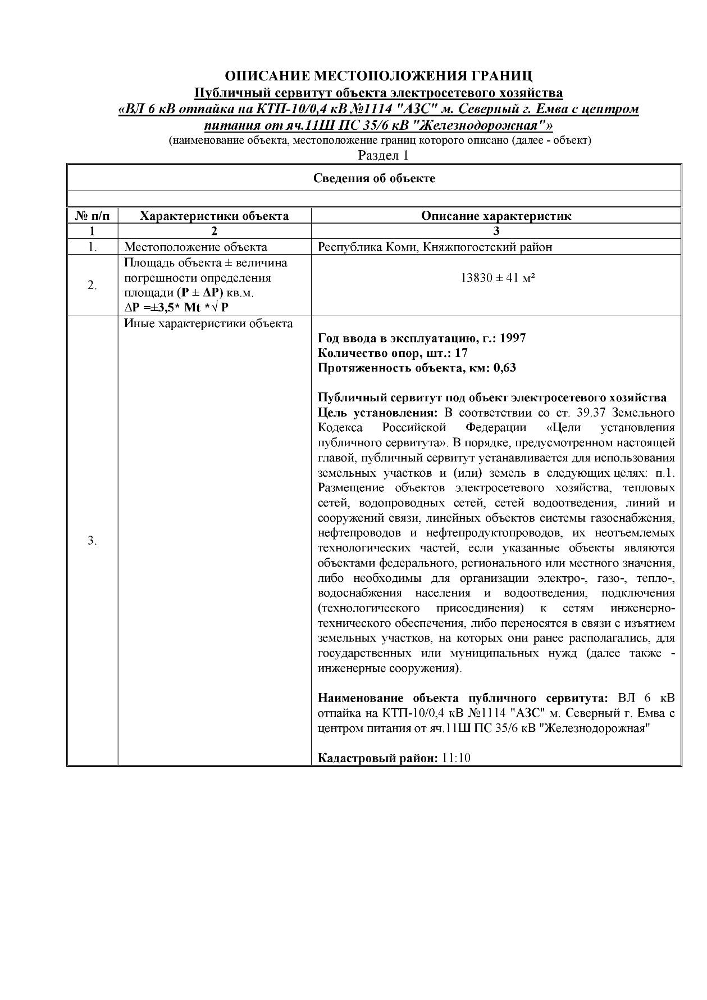 ОПИСАНИЕ МЕСТОПОЛОЖЕНИЯ ГРАНИЦ
Публичный сервитут объекта электросетевого хозяйства
«ВЛ 6 кВ отпайка на КТП-10/0,4 кВ №1114 "АЗС" м. Северный г. Емва с центром
питания от яч.11Ш ПС 35/6 кВ "Железнодорожная"»
(наименование объекта, местоположение границ которого описано (далее - объект)
Раздел 1
Сведения об объекте
№ п/п Характеристики объекта Описание характеристик
1 2 3
1. Местоположение объекта Республика Коми, Княжпогостский район
2. Площадь объекта ± величина
погрешности определения
площади (P ± ΔP) кв.м.
ΔP =±3,5* Mt *√ P
13830 ± 41 м²
3. Иные характеристики объекта
Год ввода в эксплуатацию, г.: 1997
Количество опор, шт.: 17
Протяженность объекта, км: 0,63
Публичный сервитут под объект электросетевого хозяйства
Цель установления: В соответствии со ст. 39.37 Земельного
Кодекса Российской Федерации «Цели установления
публичного сервитута». В порядке, предусмотренном настоящей
главой, публичный сервитут устанавливается для использования
земельных участков и (или) земель в следующих целях: п.1.
Размещение объектов электросетевого хозяйства, тепловых
сетей, водопроводных сетей, сетей водоотведения, линий и
сооружений связи, линейных объектов системы газоснабжения,
нефтепроводов и нефтепродуктопроводов, их неотъемлемых
технологических частей, если указанные объекты являются
объектами федерального, регионального или местного значения,
либо необходимы для организации электро-, газо-, тепло-,
водоснабжения населения и водоотведения, подключения
(технологического присоединения) к сетям инженерно-
технического обеспечения, либо переносятся в связи с изъятием
земельных участков, на которых они ранее располагались, для
государственных или муниципальных нужд (далее также -
инженерные сооружения).
Наименование объекта публичного сервитута: ВЛ 6 кВ
отпайка на КТП-10/0,4 кВ №1114 "АЗС" м. Северный г. Емва с
центром питания от яч.11Ш ПС 35/6 кВ "Железнодорожная"
Кадастровый район: 11:10